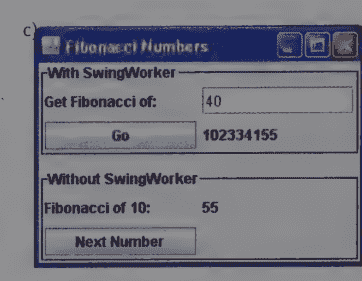 c)
Fibonacci Numbers
With SwingWorker
Get Fibonacci of: 40
Go 102334155
Without SwingWorker
Fibonacci of 10: 55
Next Number